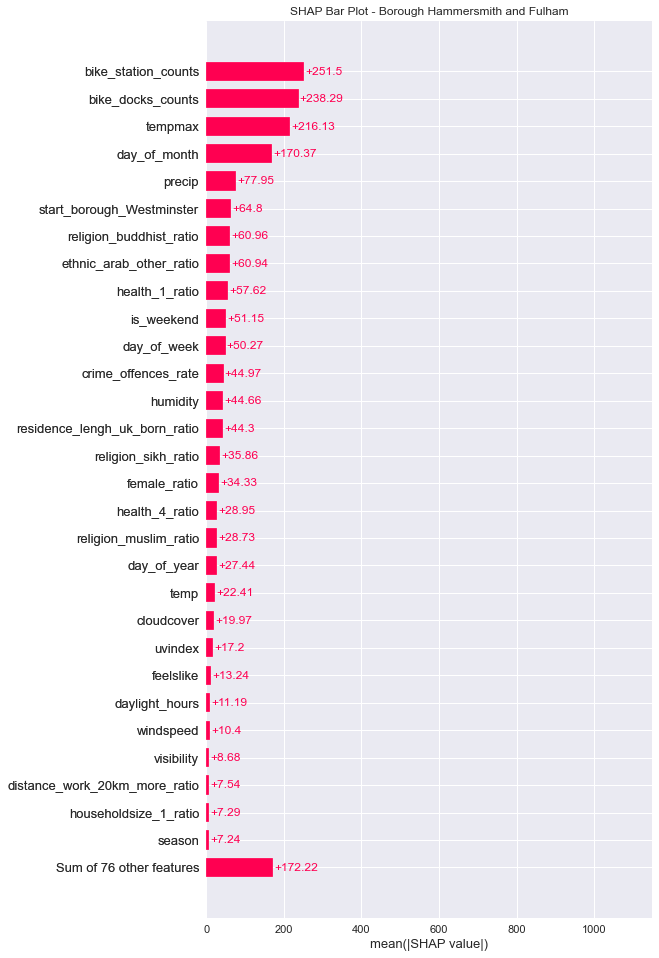 SHAP Bar Plot - Borough Hammersmith and Fulham
bike_station_counts +251.5
bike_docks_counts +238.29
tempmax +216.13
day_of_month +170.37
precip +77.95
start_borough_Westminster +64.8
religion_buddhist_ratio +60.96
ethnic_arab_other_ratio +60.94
health_1_ratio +57.62
is_weekend +51.15
day_of_week +50.27
crime_offences_rate +44.97
humidity +44.66
residence_lengh_uk_born_ratio +44.3
religion_sikh_ratio +35.86
female_ratio +34.33
health_4_ratio +28.95
religion_muslim_ratio +28.73
day_of_year +27.44
temp +22.41
cloudcover +19.97
uvindex +17.2
feelslike +13.24
daylight_hours +11.19
windspeed +10.4
visibility +8.68
distance_work_20km_more_ratio +7.54
householdsize_1_ratio +7.29
season +7.24
Sum of 76 other features +172.22
0 200 400 600 800 1000
mean(|SHAP value|)